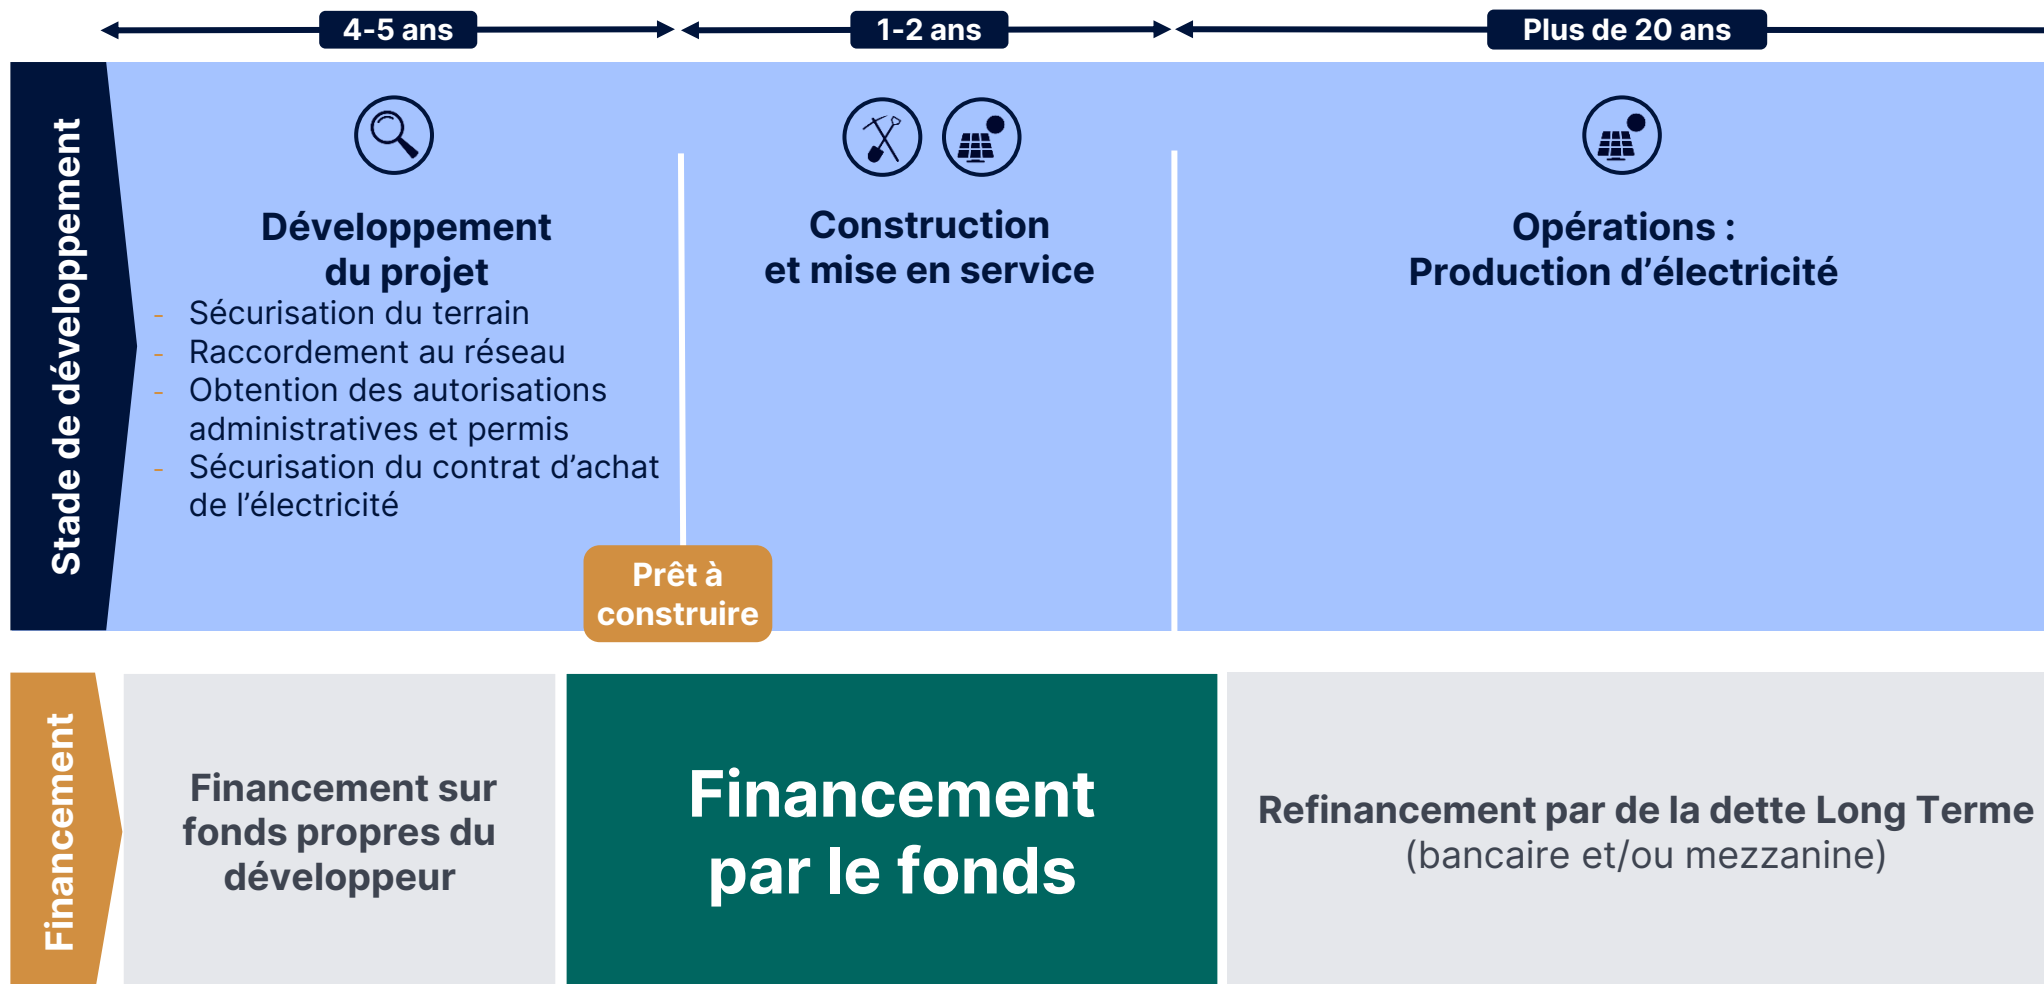 4-5 ans
1-2 ans
Plus de 20 ans
Stade de développement
Développement
du projet
- Sécurisation du terrain
- Raccordement au réseau
- Obtention des autorisations
administratives et permis
- Sécurisation du contrat d’achat
de l’électricité
Prêt à
construire
Construction
et mise en service
Opérations :
Production d’électricité
Financement
Financement sur
fonds propres du
développeur
Financement
par le fonds
Refinancement par de la dette Long Terme
(bancaire et/ou mezzanine)